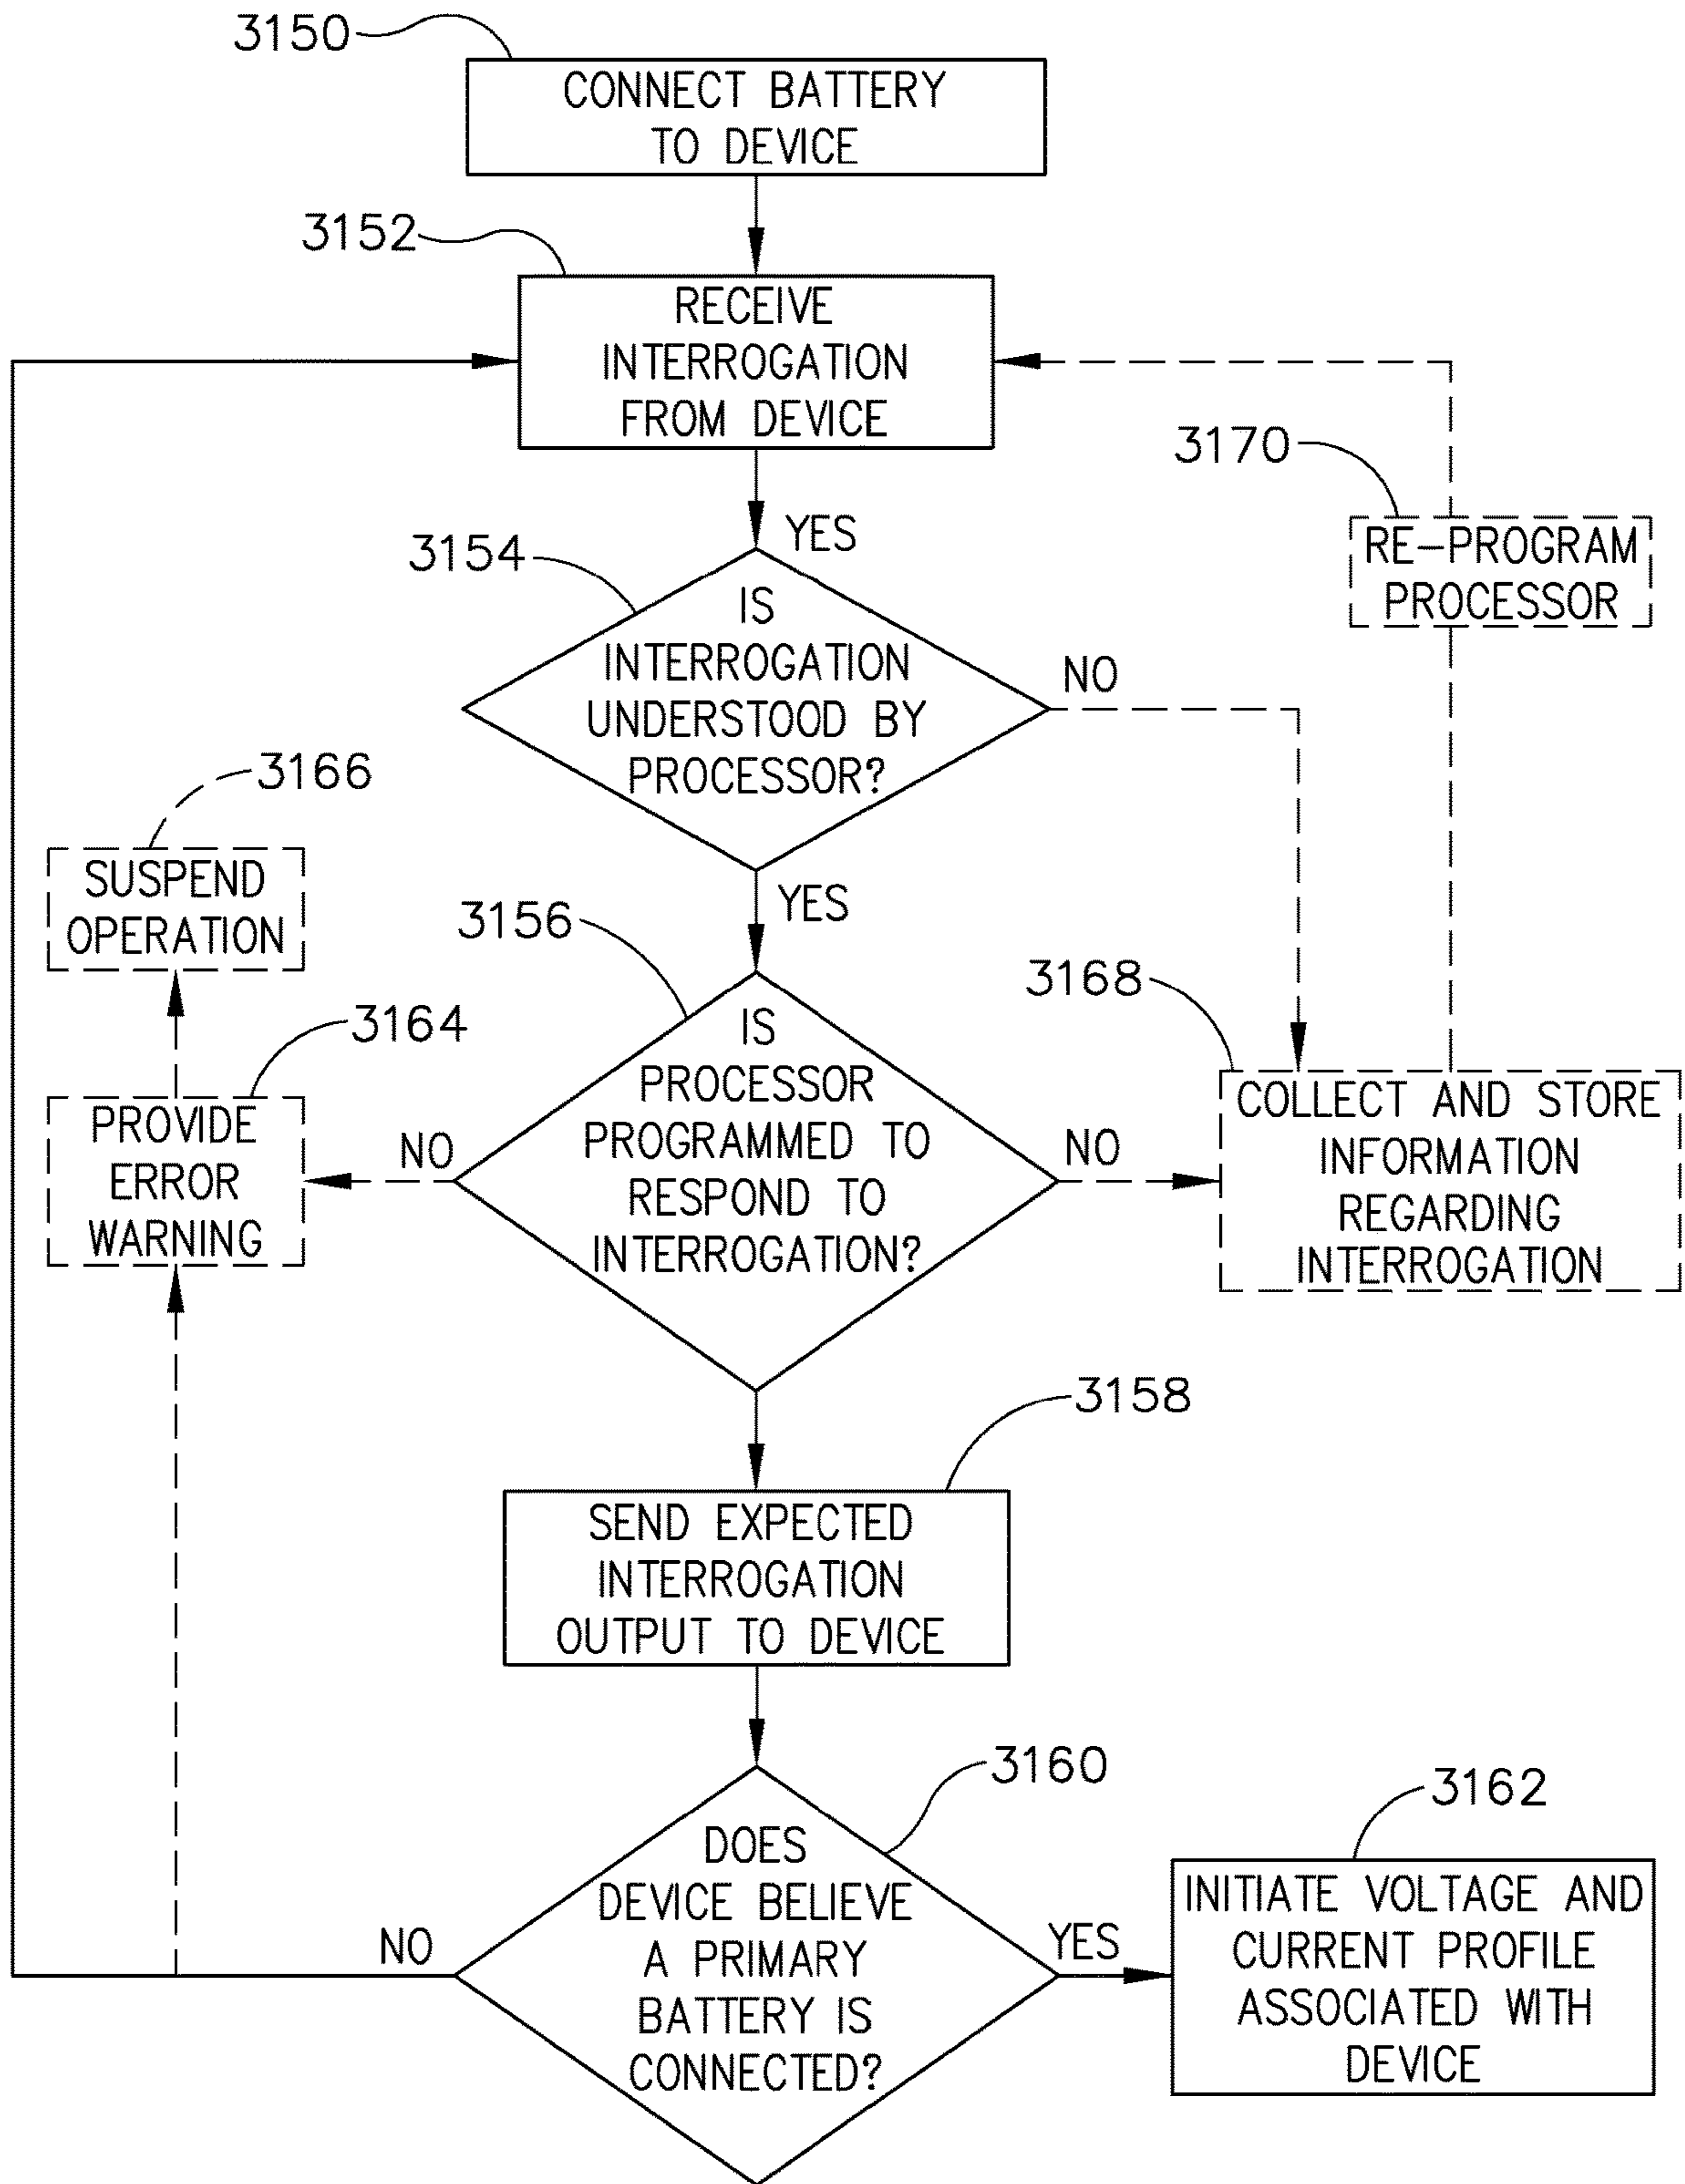 3150
CONNECT BATTERY
TO DEVICE
3152
RECEIVE
INTERROGATION
FROM DEVICE
3170
RE-PROGRAM
PROCESSOR
YES
3154
IS
INTERROGATION
UNDERSTOOD BY
PROCESSOR?
NO
3166
SUSPEND
OPERATION
YES
3156
IS
PROCESSOR
PROGRAMMED TO
RESPOND TO
INTERROGATION?
3164
PROVIDE
ERROR
WARNING
NO
NO
3168
COLLECT AND STORE
INFORMATION
REGARDING
INTERROGATION
3158
SEND EXPECTED
INTERROGATION
OUTPUT TO DEVICE
3160
DOES
DEVICE BELIEVE
A PRIMARY
BATTERY IS
CONNECTED?
NO
YES
3162
INITIATE VOLTAGE AND
CURRENT PROFILE
ASSOCIATED WITH
DEVICE